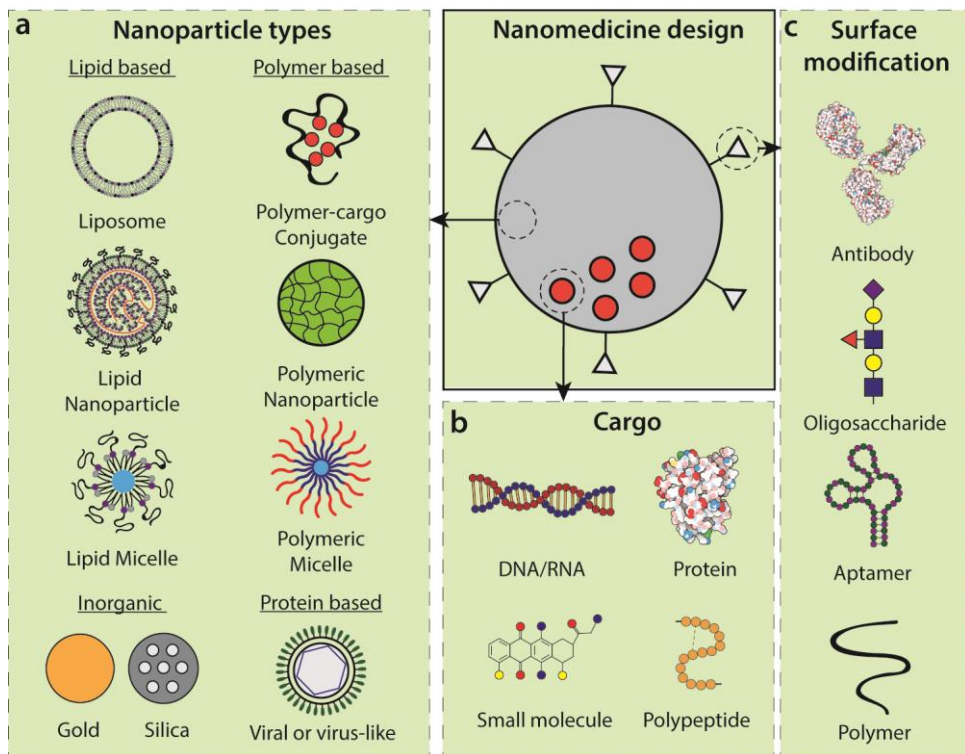 a
Nanoparticle types
Lipid based
Polymer based
Liposome
Polymer-cargo
Conjugate
Lipid
Nanoparticle
Polymeric
Nanoparticle
Lipid Micelle
Polymeric
Micelle
Inorganic
Protein based
Gold
Silica
Viral or virus-like
Nanomedicine design
b
Cargo
DNA/RNA
Protein
Small molecule
Polypeptide
c
Surface
modification
Antibody
Oligosaccharide
Aptamer
Polymer